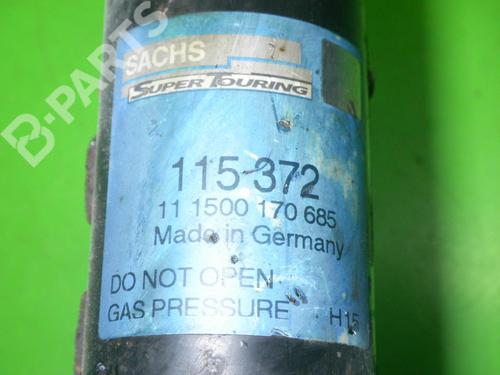 SACHS
SUPER TOURING
115 372
11 1500 170 685
Made in Germany
DO NOT OPEN
GAS PRESSURE H15
B-PARTS